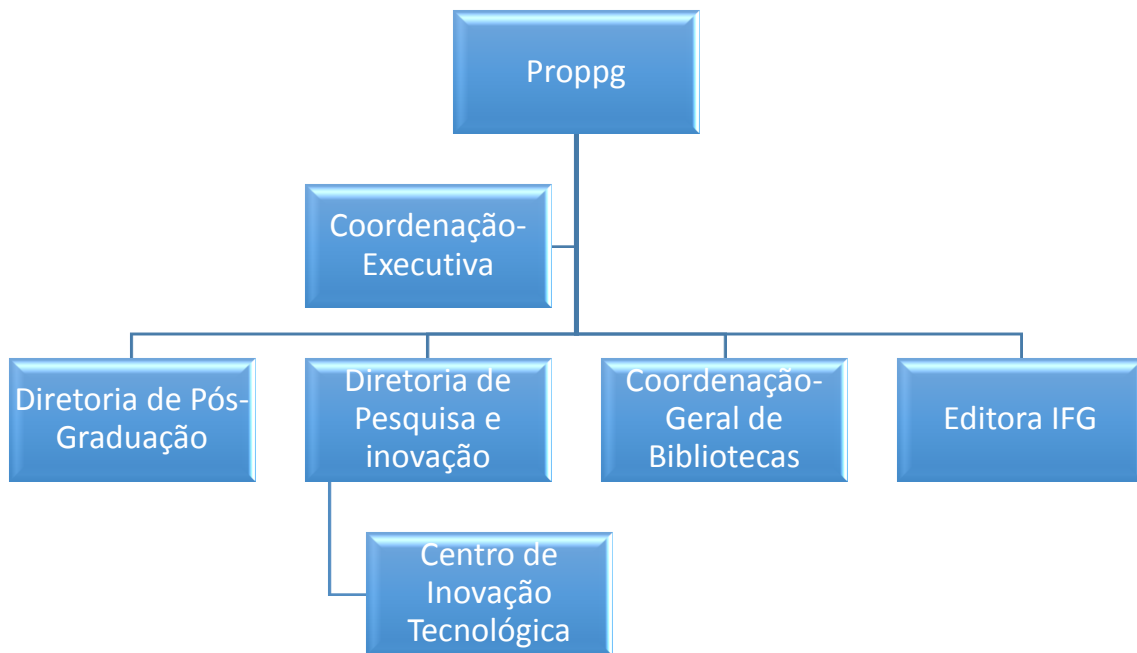 Proppg
Coordenação-
Executiva
Diretoria de Pós-
Graduação
Diretoria de
Pesquisa e
inovação
Coordenação-
Geral de
Bibliotecas
Editora IFG
Centro de
Inovação
Tecnológica